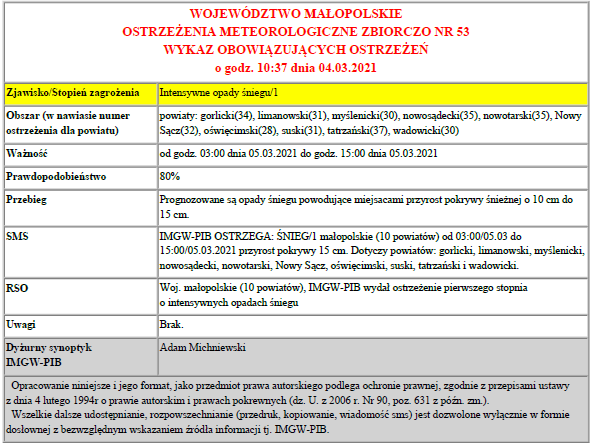 WOJEWÓDZTWO MAŁOPOLSKIE
OSTRZEŻENIA METEOROLOGICZNE ZBIORCZO NR 53
WYKAZ OBOWIĄZUJĄCYCH OSTRZEŻEŃ
o godz. 10:37 dnia 04.03.2021
Zjawisko/Stopień zagrożenia Intensywne opady śniegu/1
Obszar (w nawiasie numer ostrzeżenia dla powiatu) powiaty: gorlicki(34), limanowski(31), myślenicki(30), nowosądecki(35), nowotarski(35), Nowy
Sącz(32), oświęcimski(28), suski(31), tatrzański(37), wadowicki(30)
Ważność od godz. 03:00 dnia 05.03.2021 do godz. 15:00 dnia 05.03.2021
Prawdopodobieństwo 80%
Przebieg Prognozowane są opady śniegu powodujące miejsacami przyrost pokrywy śnieżnej o 10 cm do
15 cm.
SMS IMGW-PIB OSTRZEGA: ŚNIEG/1 małopolskie (10 powiatów) od 03:00/05.03 do
15:00/05.03.2021 przyrost pokrywy 15 cm. Dotyczy powiatów: gorlicki, limanowski, myślenicki,
nowosądecki, nowotarski, Nowy Sącz, oświęcimski, suski, tatrzański i wadowicki.
RSO Woj. małopolskie (10 powiatów), IMGW-PIB wydał ostrzeżenie pierwszego stopnia
o intensywnych opadach śniegu
Uwagi Brak.
Dyżurny synoptyk
IMGW-PIB Adam Michniewski
Opracowanie niniejsze i jego format, jako przedmiot prawa autorskiego podlega ochronie prawnej, zgodnie z przepisami ustawy
z dnia 4 lutego 1994r o prawie autorskim i prawach pokrewnych (dz. U. z 2006 r. Nr 90, poz. 631 z późn. zm.).
Wszelkie dalsze udostępnianie, rozpowszechnianie (przedruk, kopiowanie, wiadomość sms) jest dozwolone wyłącznie w formie
dosłownej z bezwzględnym wskazaniem źródła informacji tj. IMGW-PIB.